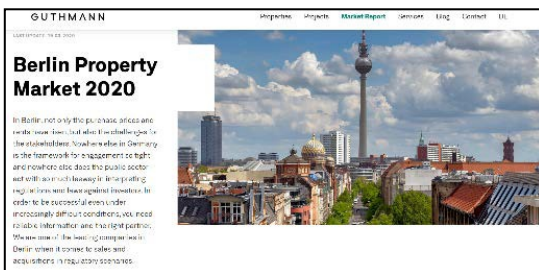 GUTHMANN
Properties Projects Market Report Services Blog Contact DE
LAST UPDATE:
Berlin Property
Market 2020
In Berlin, not only the purchase prices and
rents have risen, but also the challenges for
the stakeholders. Nowhere else in Germany
is the framework for engagement so tight
and nowhere else does the public sector
act with so much leeway in interpreting
regulations and laws against investors. In
order to be successful even under
increasingly difficult conditions, you need
reliable information and the right partner.
We are one of the leading companies in
Berlin when it comes to sales and
acquisitions in regulatory scenarios.